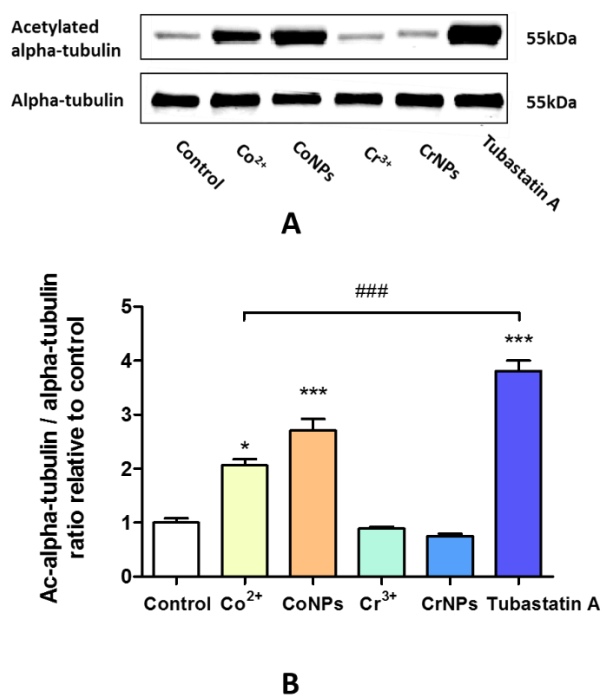 Acetylated
alpha-tubulin
55kDa
Alpha-tubulin
55kDa
Control
Co²⁺
CoNPs
Cr³⁺
CrNPs
Tubastatin A
A
Ac-alpha-tubulin / alpha-tubulin
ratio relative to control
5
4
3
2
1
0
###
*
***
***
Control
Co²⁺
CoNPs
Cr³⁺
CrNPs
Tubastatin A
B